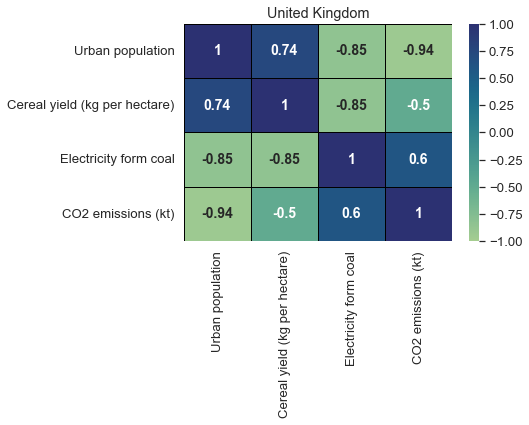 United Kingdom
Urban population
1 0.74 -0.85 -0.94
Cereal yield (kg per hectare)
0.74 1 -0.85 -0.5
Electricity form coal
-0.85 -0.85 1 0.6
CO2 emissions (kt)
-0.94 -0.5 0.6 1
Urban population
Cereal yield (kg per hectare)
Electricity form coal
CO2 emissions (kt)
1.00
0.75
0.50
0.25
0.00
−0.25
−0.50
−0.75
−1.00